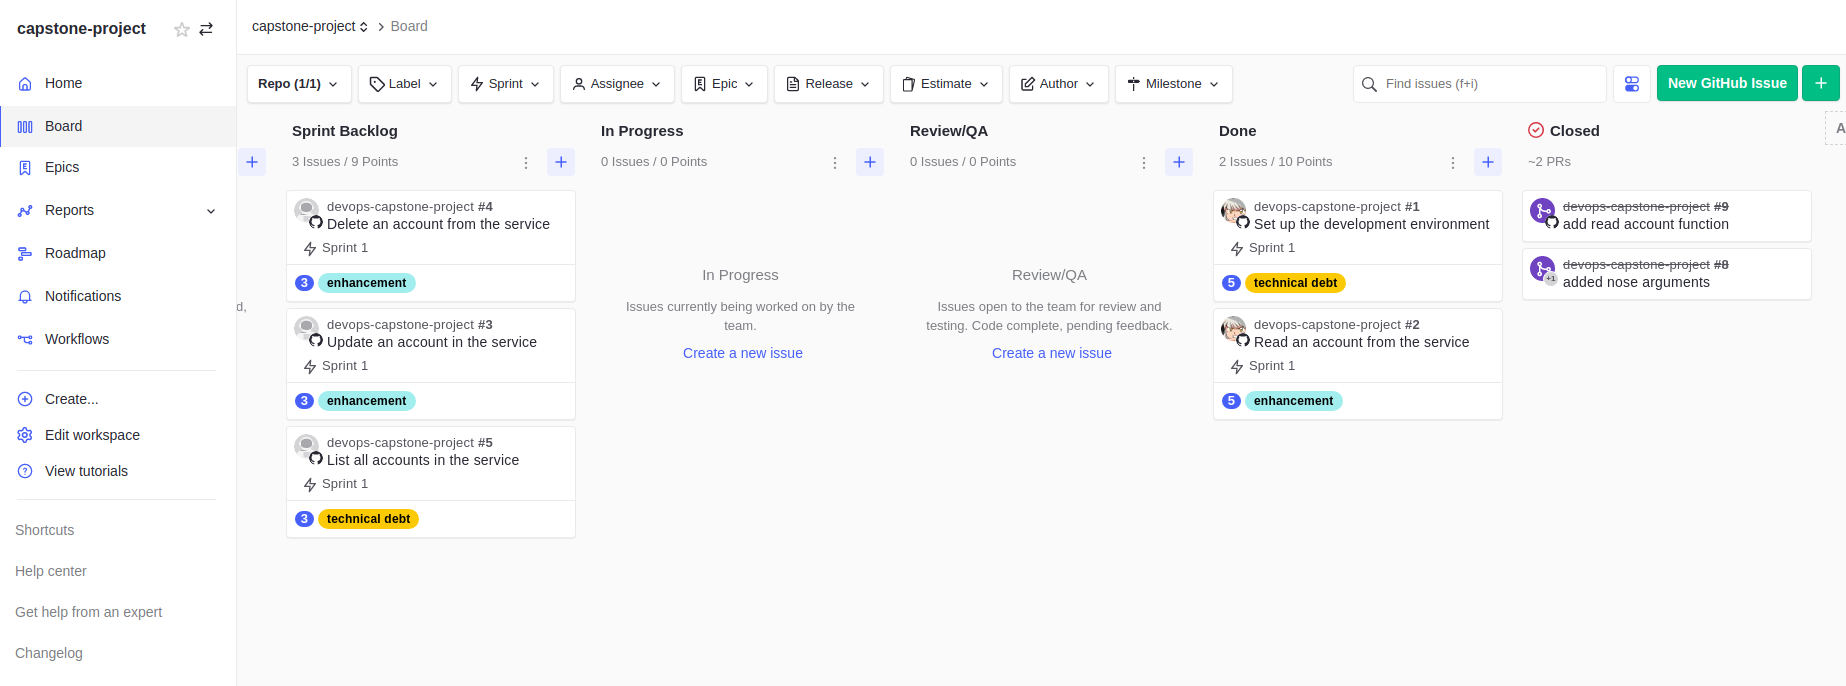 capstone-project
Home
Board
Epics
Reports
Roadmap
Notifications
Workflows
Create...
Edit workspace
View tutorials
Shortcuts
Help center
Get help from an expert
Changelog
capstone-project > Board
Repo (1/1) Label Sprint Assignee Epic Release Estimate Author Milestone
Find issues (f+i)
New GitHub Issue +
+
d,
Sprint Backlog
3 Issues / 9 Points
+
devops-capstone-project #4
Delete an account from the service
Sprint 1
3 enhancement
devops-capstone-project #3
Update an account in the service
Sprint 1
3 enhancement
devops-capstone-project #5
List all accounts in the service
Sprint 1
3 technical debt
In Progress
0 Issues / 0 Points
+
In Progress
Issues currently being worked on by the
team.
Create a new issue
Review/QA
0 Issues / 0 Points
+
Review/QA
Issues open to the team for review and
testing. Code complete, pending feedback.
Create a new issue
Done
2 Issues / 10 Points
+
devops-capstone-project #1
Set up the development environment
Sprint 1
5 technical debt
devops-capstone-project #2
Read an account from the service
Sprint 1
5 enhancement
Closed
~2 PRs
devops-capstone-project #9
add read account function
devops-capstone-project #8
+1
added nose arguments
A